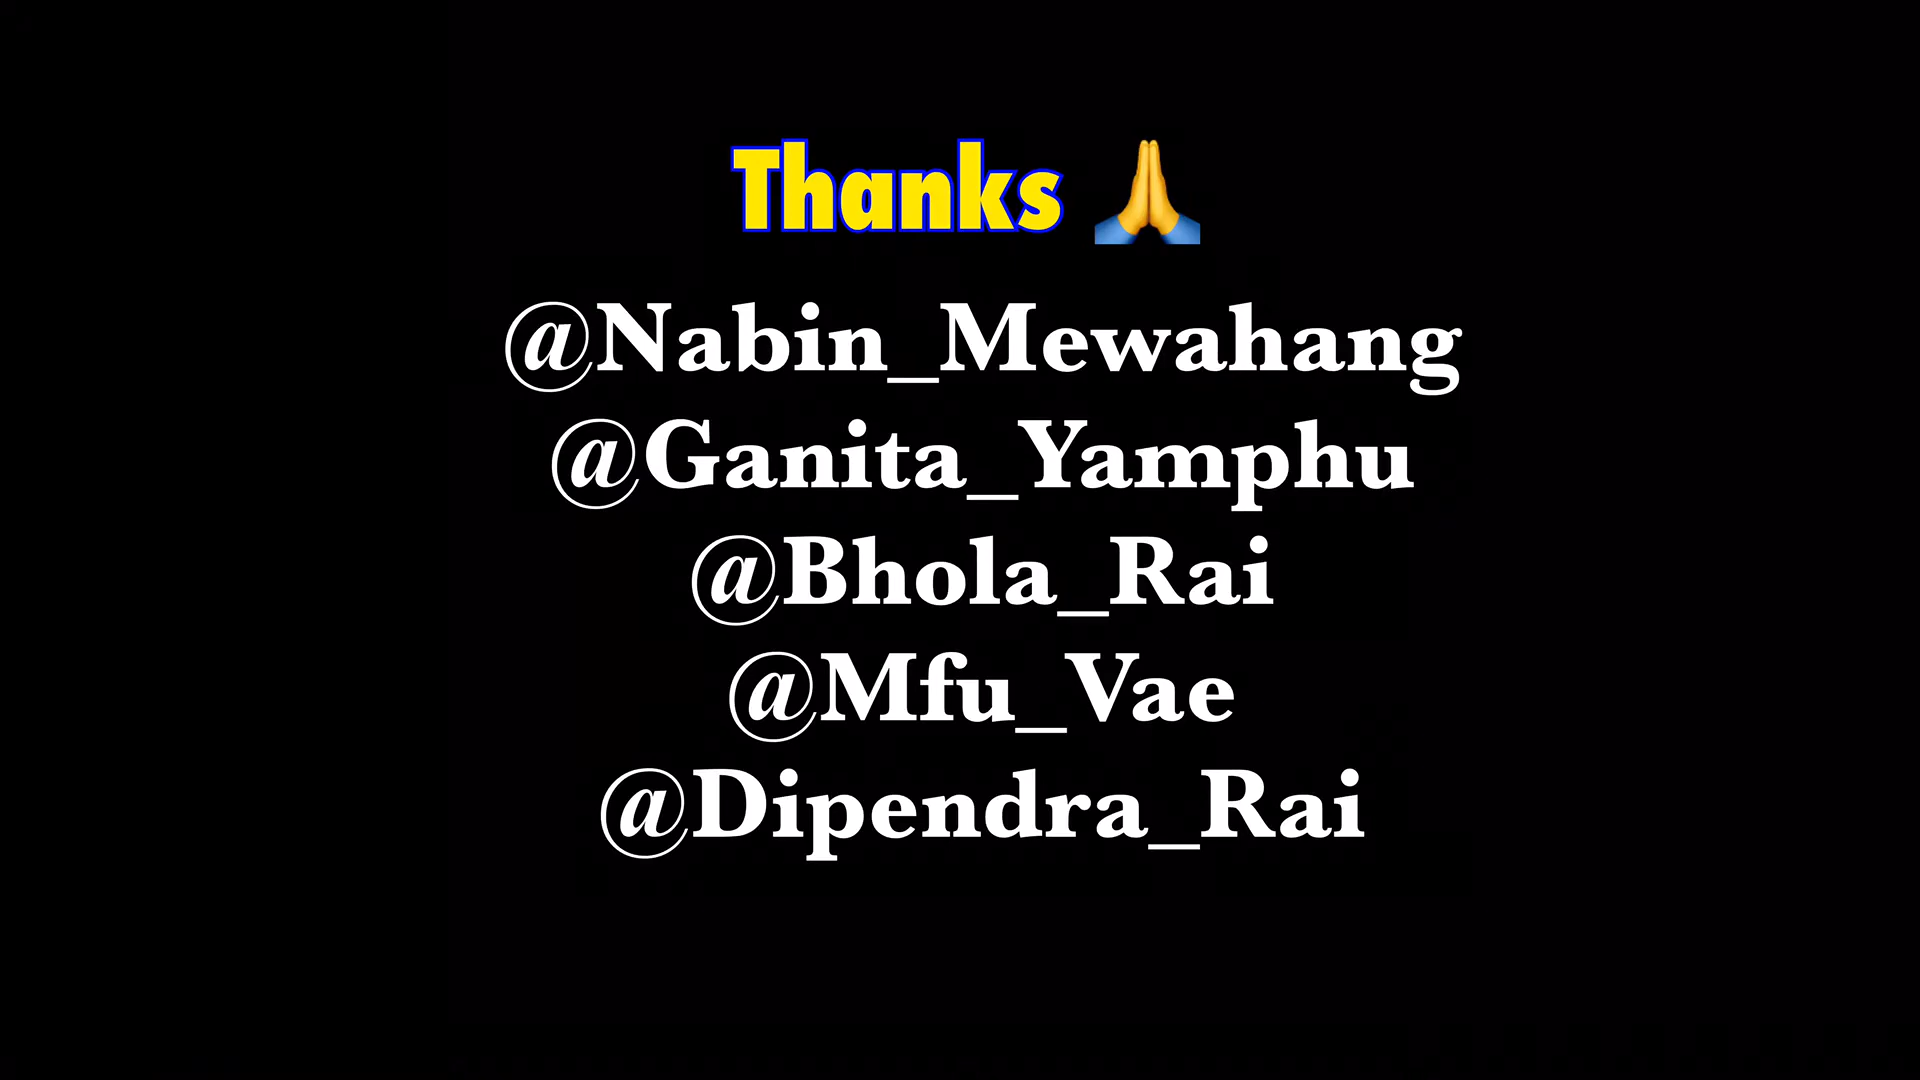 Thanks 🙏
@Nabin_Mewahang
@Ganita_Yamphu
@Bhola_Rai
@Mfu_Vae
@Dipendra_Rai